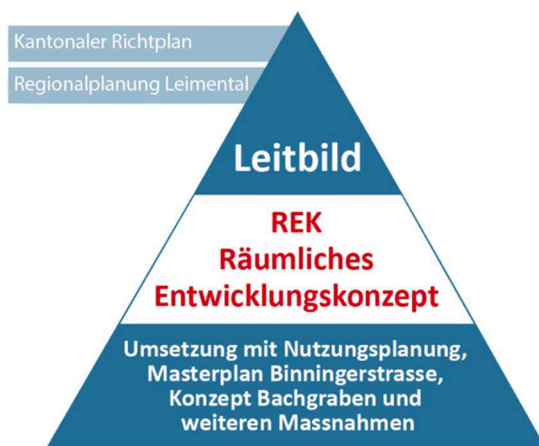 Kantonaler Richtplan
Regionalplanung Leimental
Leitbild
REK
Räumliches
Entwicklungskonzept
Umsetzung mit Nutzungsplanung,
Masterplan Binningerstrasse,
Konzept Bachgraben und
weiteren Massnahmen